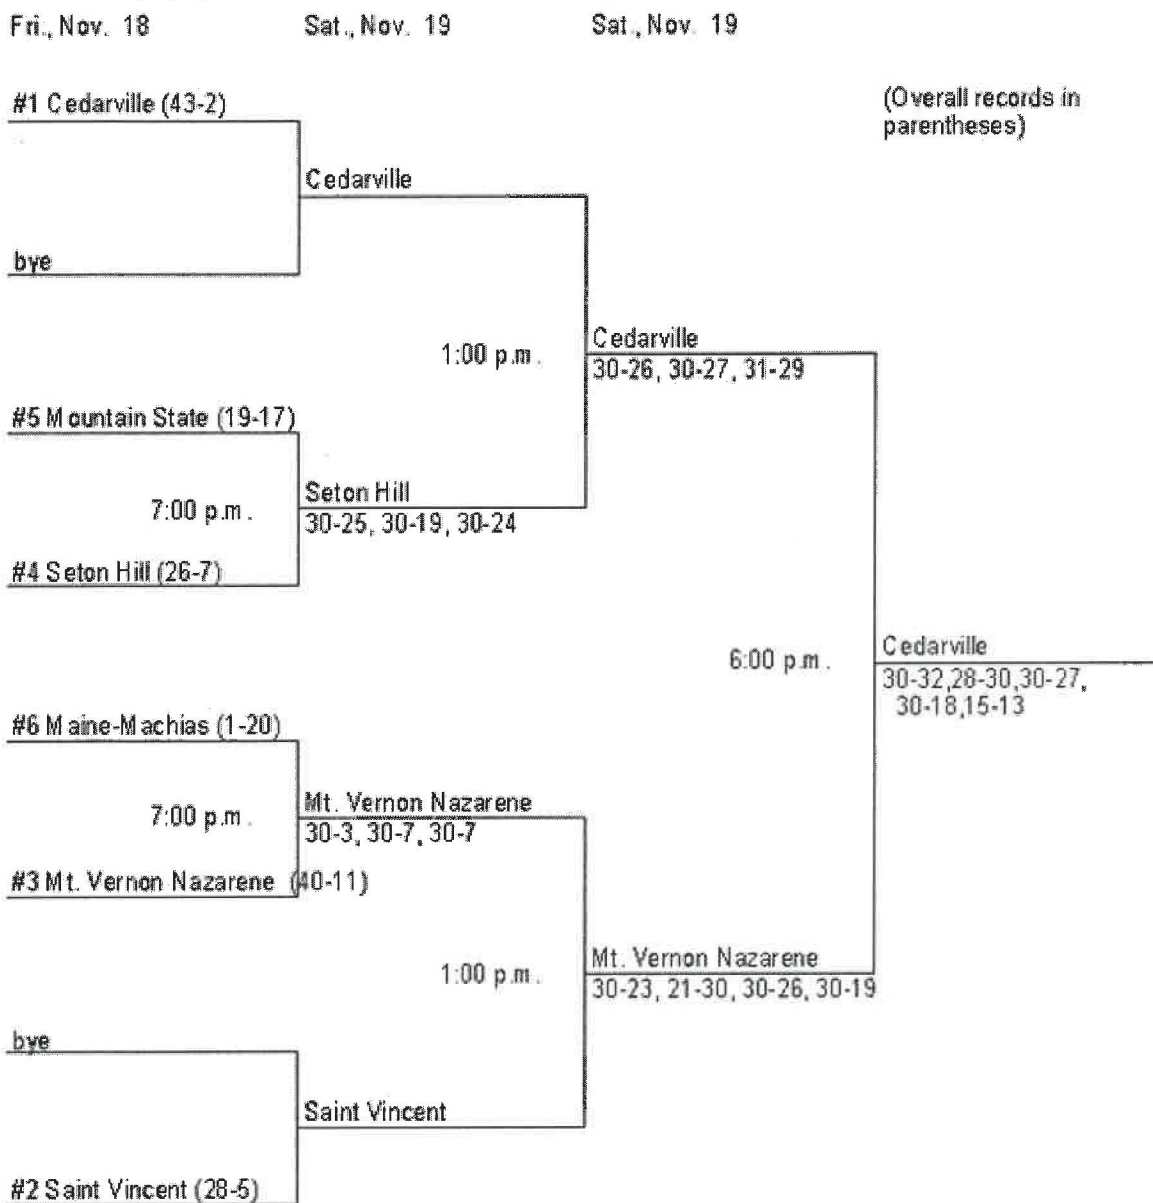 Fri., Nov. 18
Sat., Nov. 19
Sat., Nov. 19
(Overall records in
parentheses)
#1 Cedarville (43-2)
Cedarville
bye
1:00 p.m.
Cedarville
30-26, 30-27, 31-29
#5 Mountain State (19-17)
7:00 p.m.
Seton Hill
30-25, 30-19, 30-24
#4 Seton Hill (26-7)
6:00 p.m.
Cedarville
30-32,28-30,30-27,
30-18,15-13
#6 Maine-Machias (1-20)
7:00 p.m.
Mt. Vernon Nazarene
30-3, 30-7, 30-7
#3 Mt. Vernon Nazarene (40-11)
1:00 p.m.
Mt. Vernon Nazarene
30-23, 21-30, 30-26, 30-19
bye
Saint Vincent
#2 Saint Vincent (28-5)